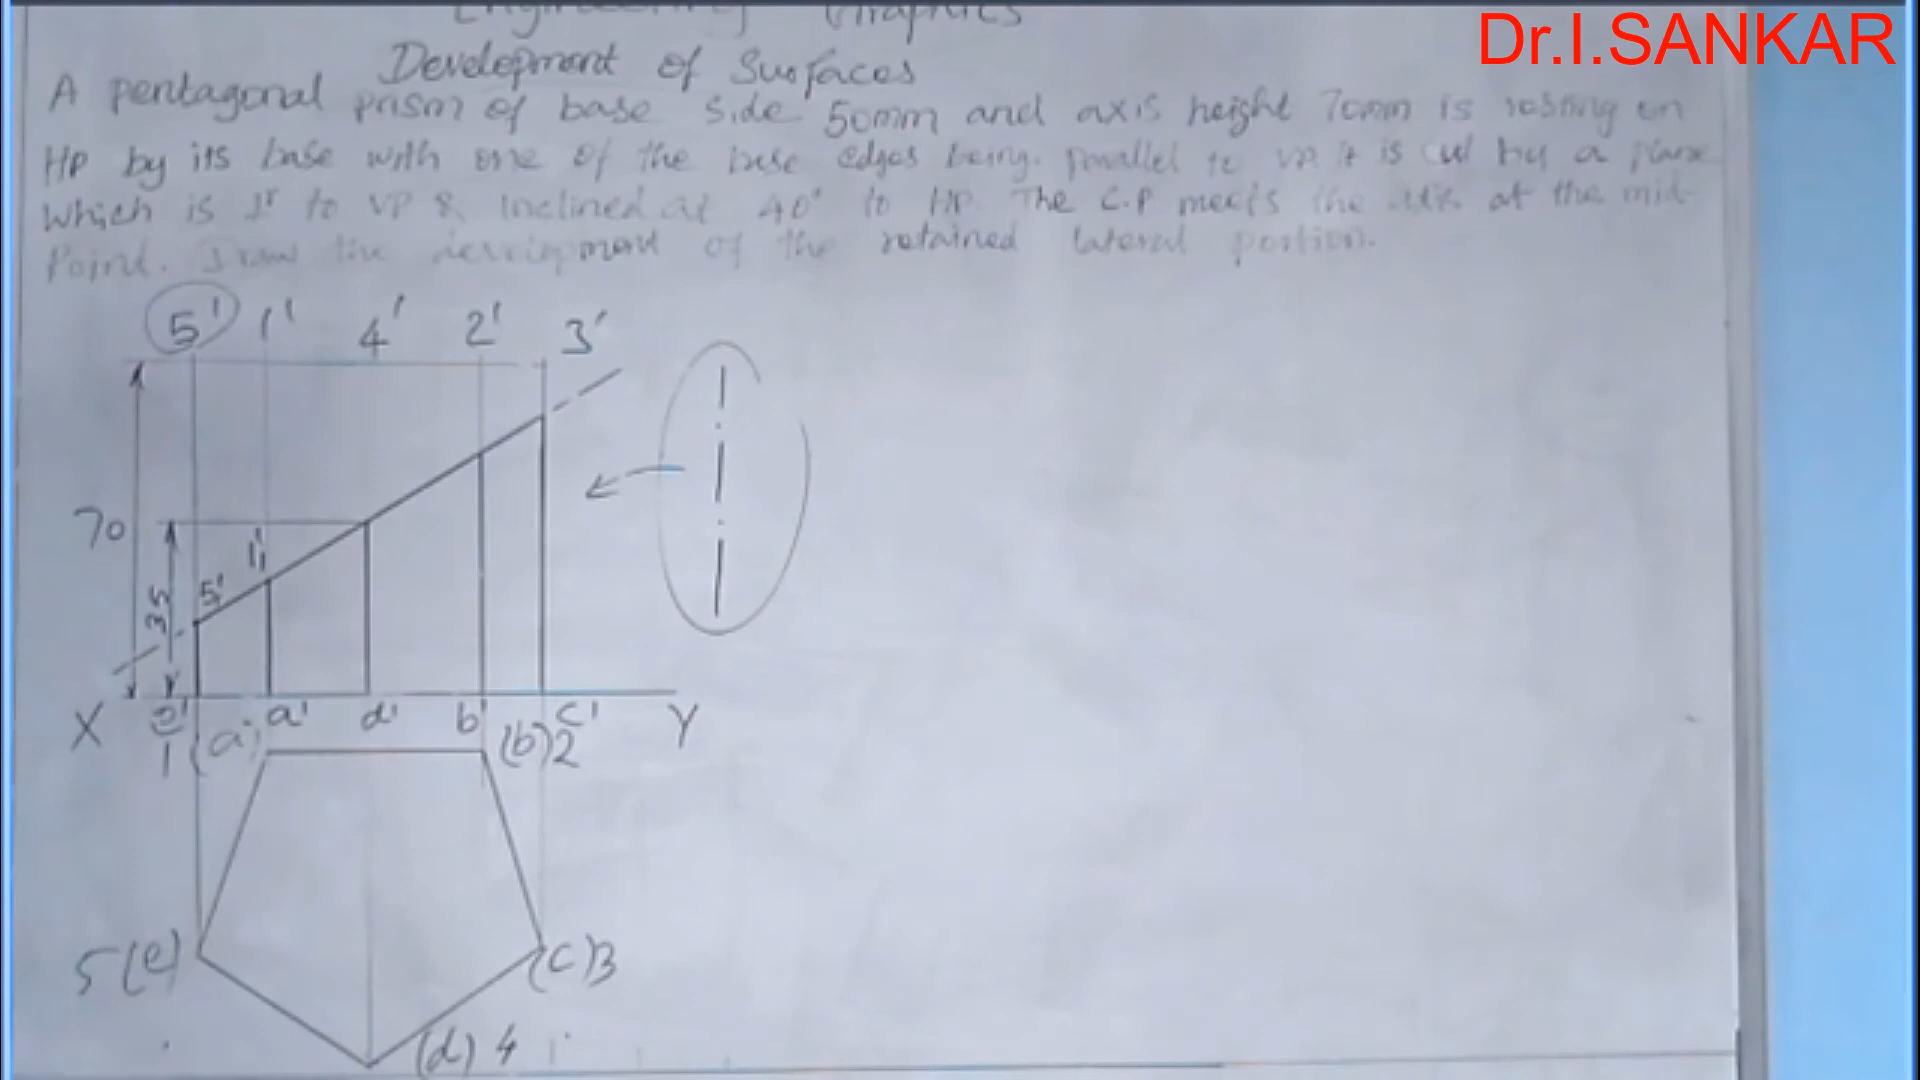 Engineering Graphics
Dr.I.SANKAR
Development of Surfaces
A pentagonal prism of base side 50mm and axis height 70mm is resting on
HP by its base with one of the base edges being. parallel to VP. It is cut by a plane
which is 1r to VP & inclined at 40° to HP. The C.P meets the axis at the mid-
Point. Draw the development of the retained lateral portion.
5' 1' 4' 2' 3'
70
35
5' 1'
X e' a' d' b' c' Y
1 (a) (b) 2
5(e) (c)3
(d) 4